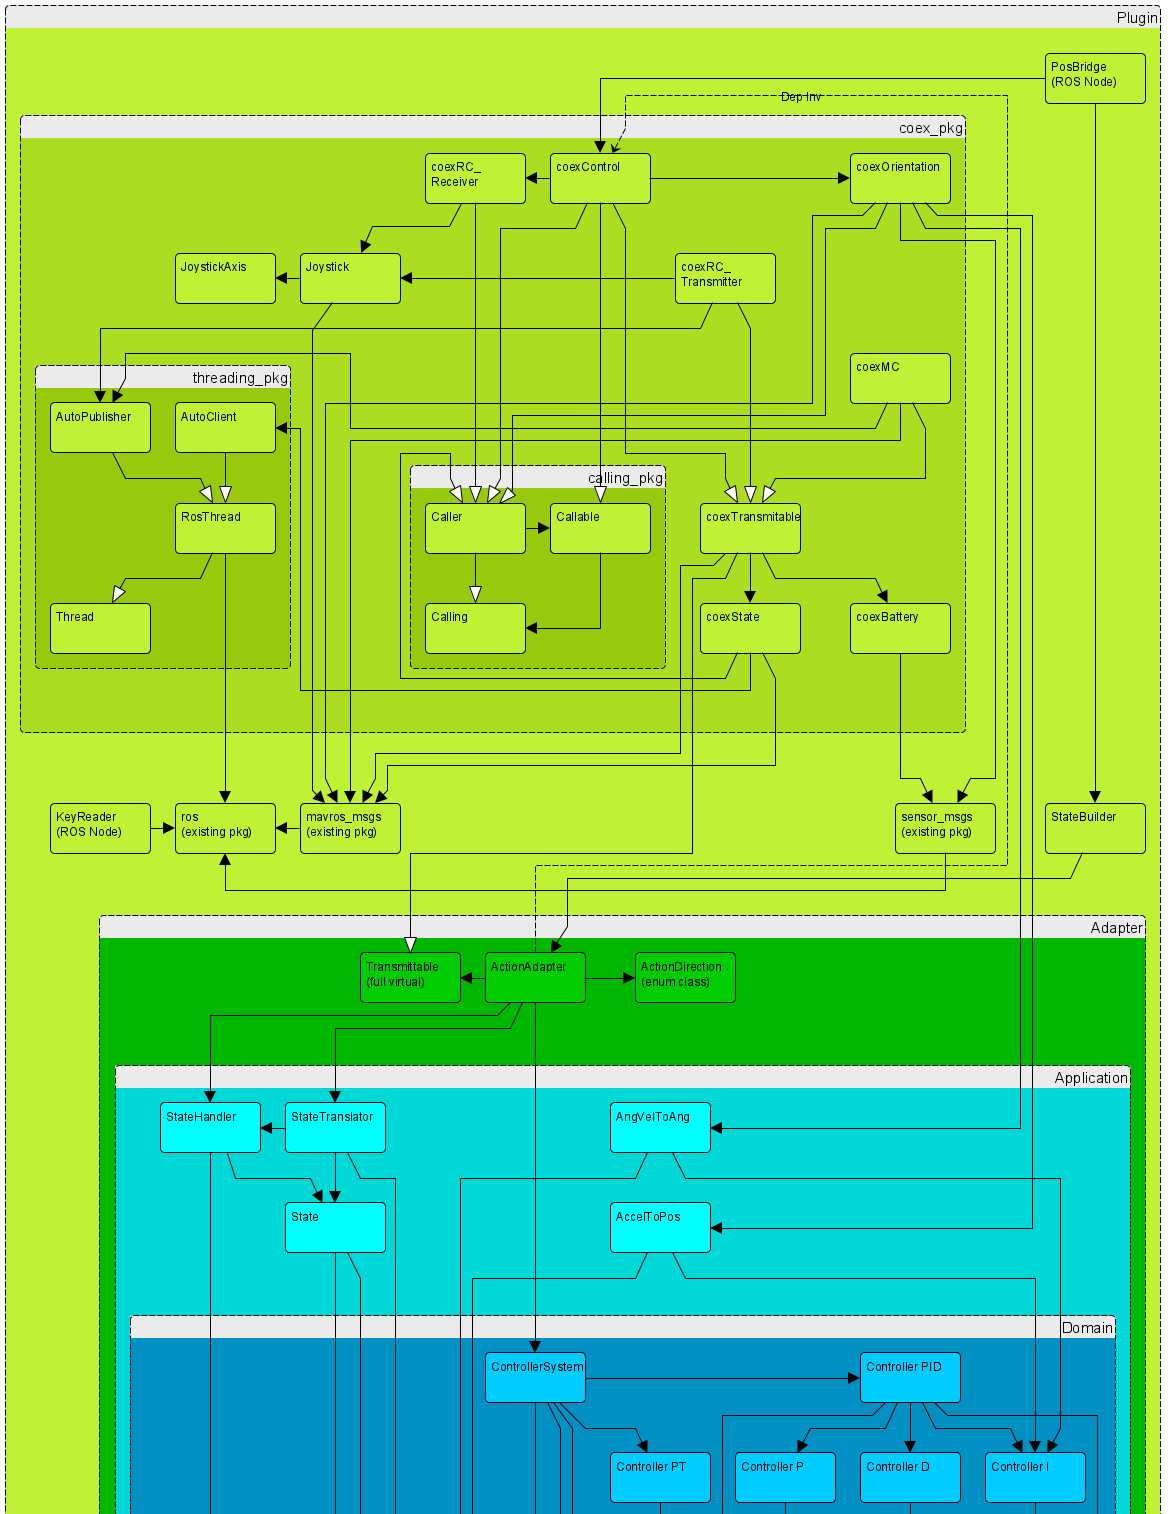 Plugin
PosBridge
(ROS Node)
Dep Inv
coex_pkg
coexRC_
Receiver
coexControl
coexOrientation
JoystickAxis
Joystick
coexRC_
Transmitter
coexMC
threading_pkg
AutoPublisher
AutoClient
calling_pkg
RosThread
Caller
Callable
coexTransmitable
Thread
Calling
coexState
coexBattery
KeyReader
(ROS Node)
ros
(existing pkg)
mavros_msgs
(existing pkg)
sensor_msgs
(existing pkg)
StateBuilder
Adapter
Transmittable
(full virtual)
ActionAdapter
ActionDirection
(enum class)
Application
StateHandler
StateTranslator
AngVelToAng
State
AccelToPos
Domain
ControllerSystem
Controller PID
Controller PT
Controller P
Controller D
Controller I